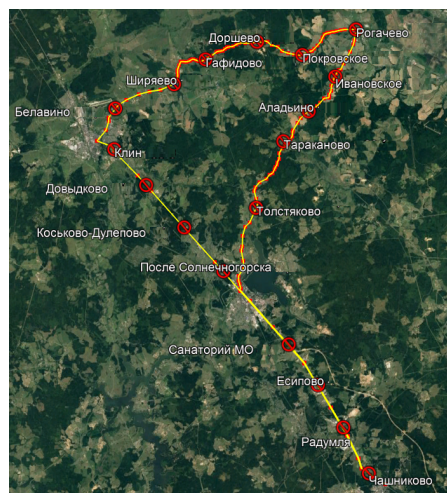 Рогачево
Доршево
Покровское
Гафидово
Ивановское
Ширяево
Аладьино
Белавино
Тараканово
Клин
Довыдково
Толстяково
Коськово-Дулепово
После Солнечногорска
Санаторий МО
Есипово
Радумля
Чашниково